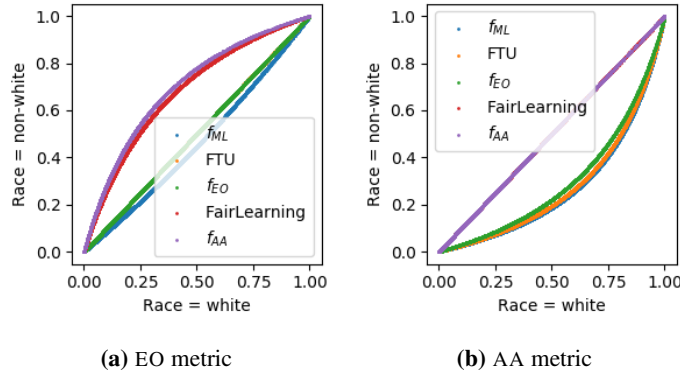 1.0
0.8
0.6
0.4
0.2
0.0
Race = non-white
f_ML
FTU
f_EO
FairLearning
f_AA
0.00 0.25 0.50 0.75 1.00
Race = white
(a) EO metric
1.0
0.8
0.6
0.4
0.2
0.0
Race = non-white
f_ML
FTU
f_EO
FairLearning
f_AA
0.00 0.25 0.50 0.75 1.00
Race = white
(b) AA metric